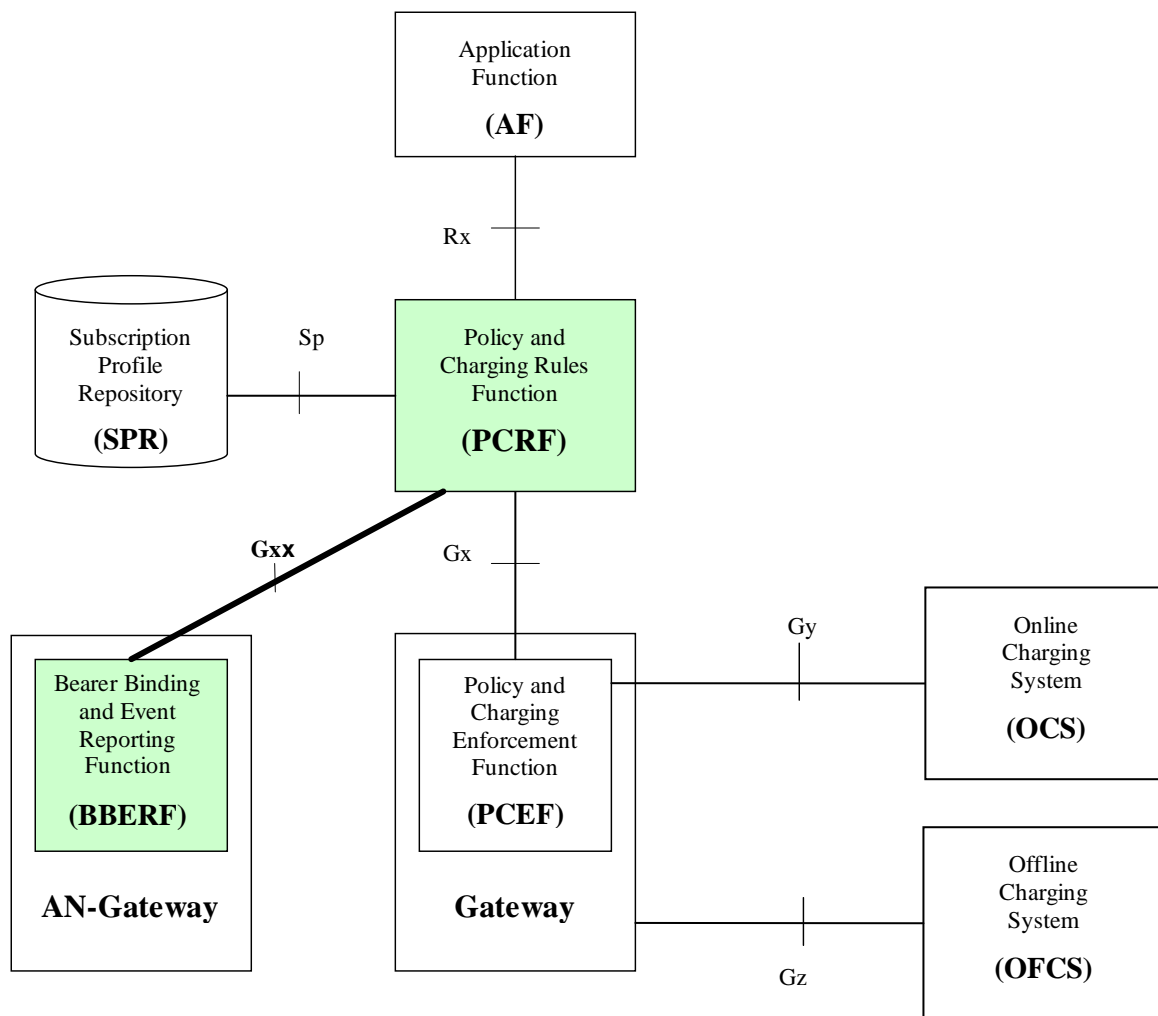 Application
Function
(AF)
Rx
Subscription
Profile
Repository
(SPR)
Sp
Policy and
Charging Rules
Function
(PCRF)
Gxx
Gx
Bearer Binding
and Event
Reporting
Function
(BBERF)
AN-Gateway
Policy and
Charging
Enforcement
Function
(PCEF)
Gateway
Gy
Online
Charging
System
(OCS)
Gz
Offline
Charging
System
(OFCS)